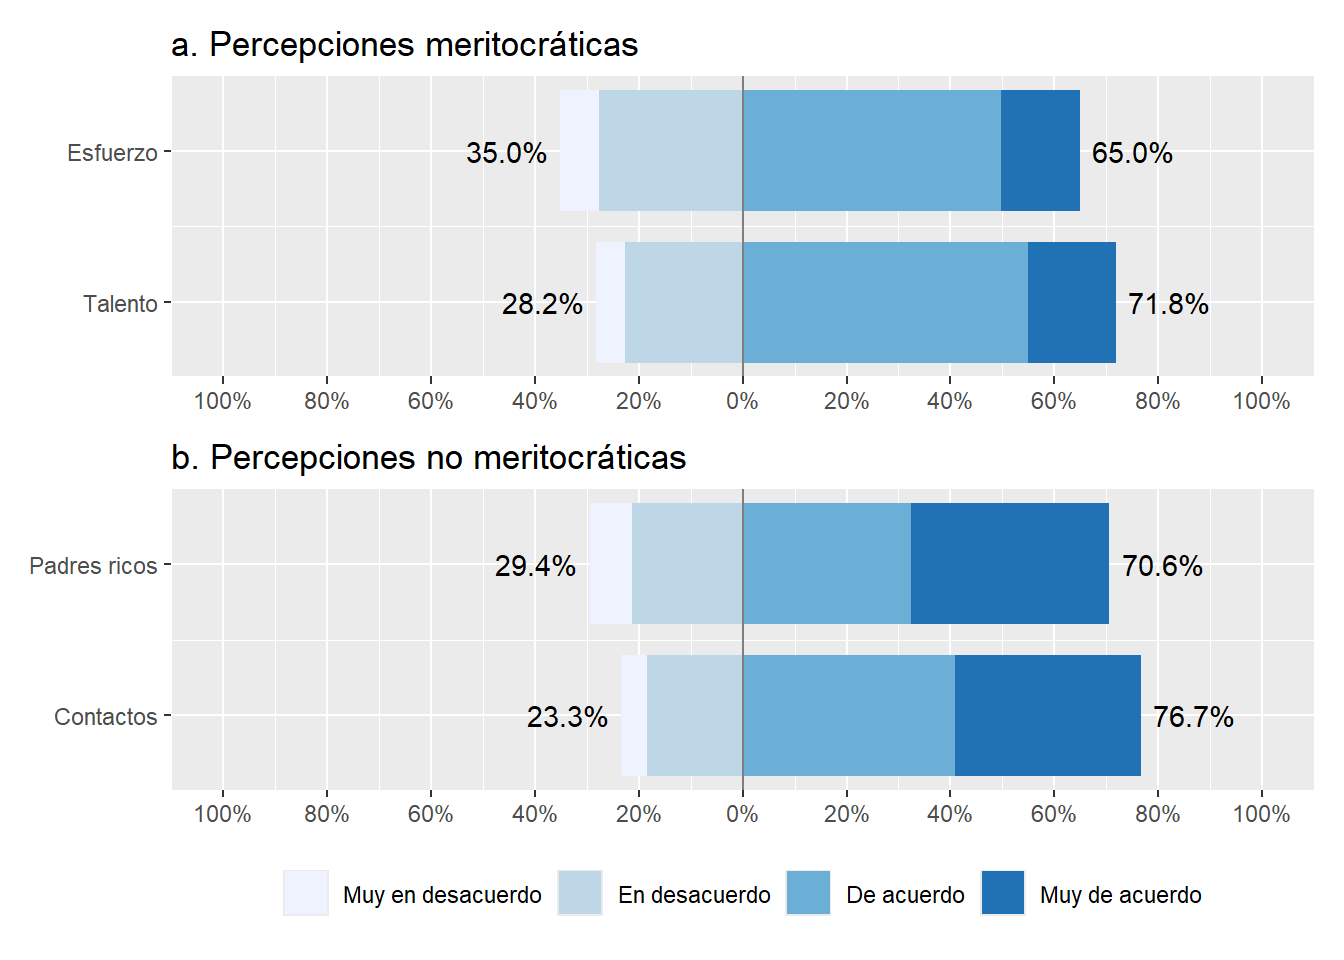 a. Percepciones meritocráticas
Esfuerzo 35.0% 65.0%
Talento 28.2% 71.8%
100% 80% 60% 40% 20% 0% 20% 40% 60% 80% 100%
b. Percepciones no meritocráticas
Padres ricos 29.4% 70.6%
Contactos 23.3% 76.7%
100% 80% 60% 40% 20% 0% 20% 40% 60% 80% 100%
Muy en desacuerdo En desacuerdo De acuerdo Muy de acuerdo